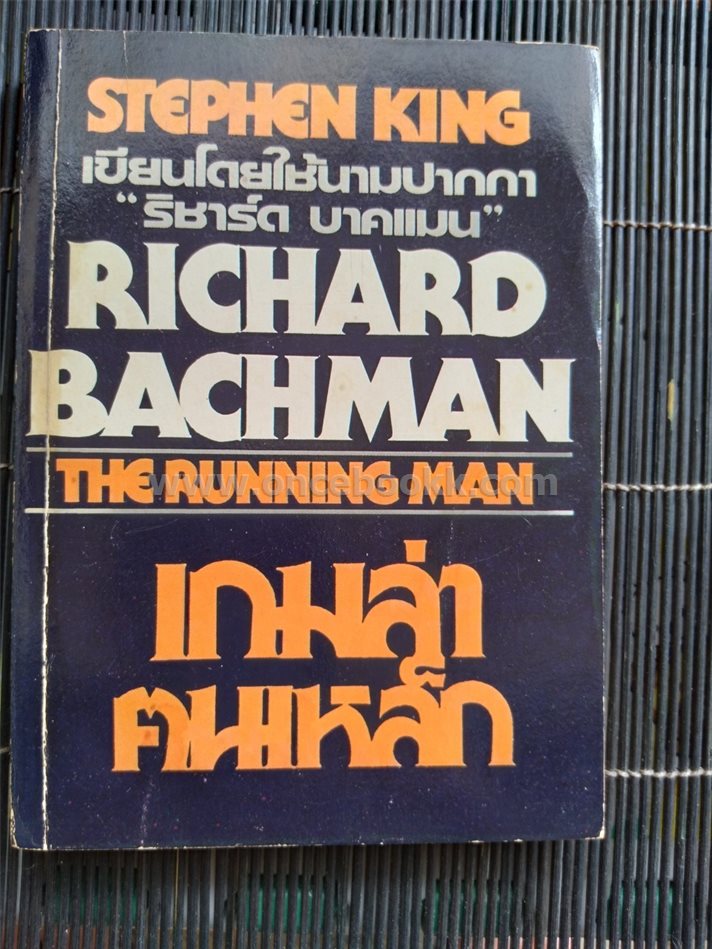 STEPHEN KING
เขียนโดยใช้นามปากกา
“ริชาร์ด บาคแมน”
RICHARD
BACHMAN
THE RUNNING MAN
www.oncebook.com
เกมล่า
คนเหล็ก